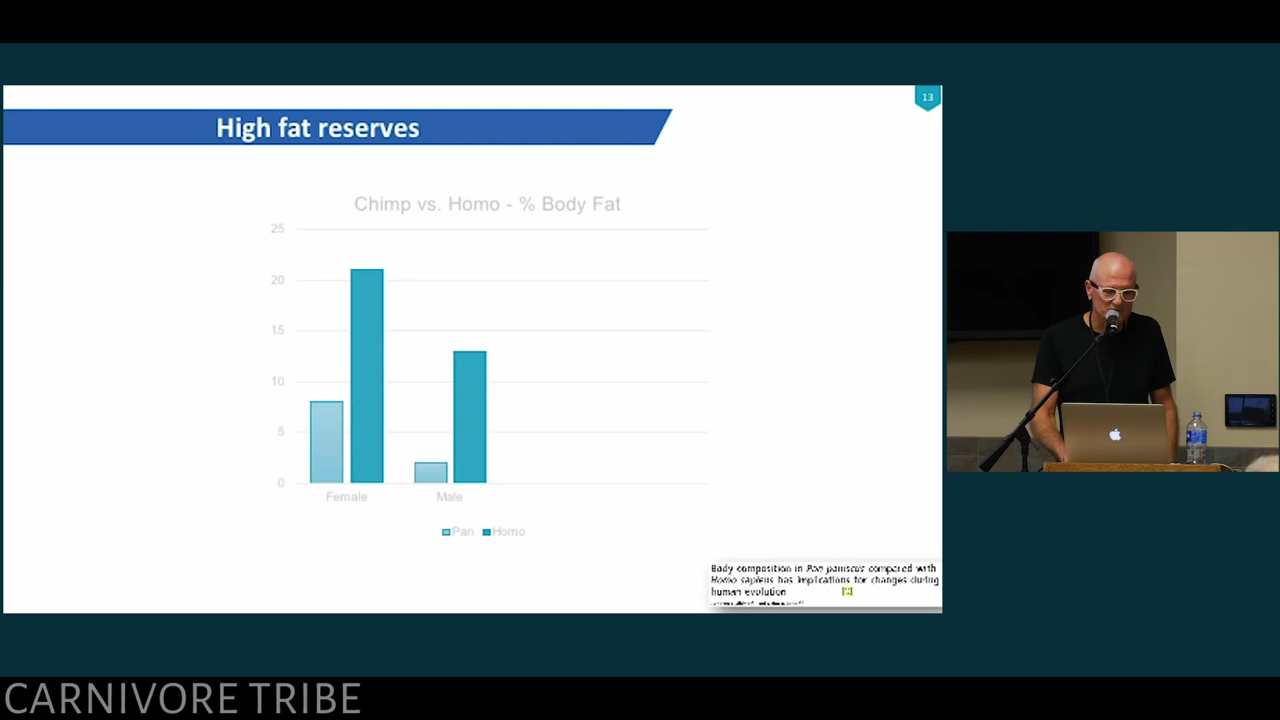 13
High fat reserves
Chimp vs. Homo - % Body Fat
25
20
15
10
5
0
Female Male
Pan Homo
Body composition in Pan paniscus compared with
Homo sapiens has implications for changes during
human evolution
CARNIVORE TRIBE